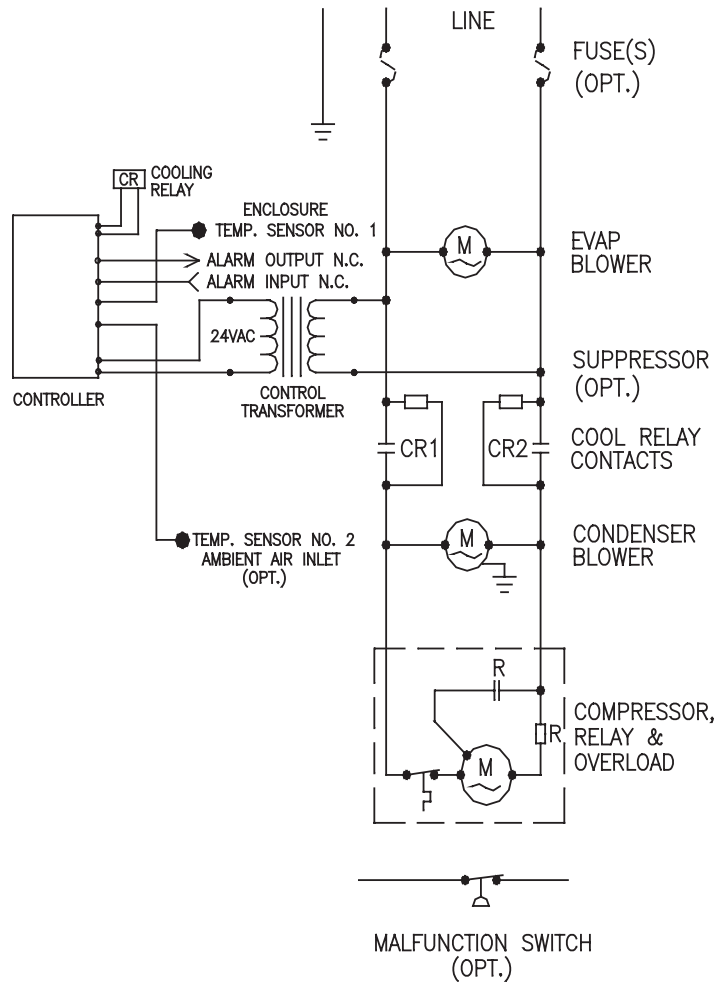 LINE
FUSE(S)
(OPT.)
CR
COOLING
RELAY
ENCLOSURE
TEMP. SENSOR NO. 1
ALARM OUTPUT N.C.
ALARM INPUT N.C.
M
EVAP
BLOWER
24VAC
CONTROLLER
CONTROL
TRANSFORMER
SUPPRESSOR
(OPT.)
CR1
CR2
COOL RELAY
CONTACTS
TEMP. SENSOR NO. 2
AMBIENT AIR INLET
(OPT.)
M
CONDENSER
BLOWER
R
R
M
COMPRESSOR,
RELAY &
OVERLOAD
MALFUNCTION SWITCH
(OPT.)